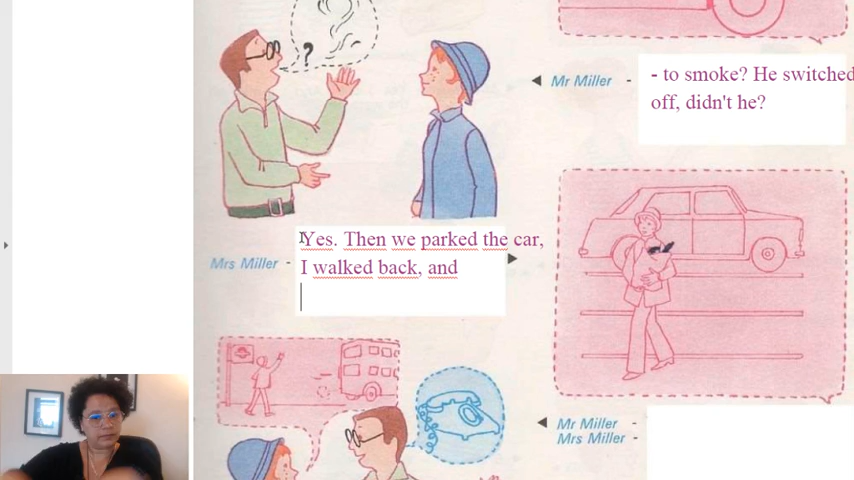 ?
Mr Miller -
- to smoke? He switched
off, didn't he?
Mrs Miller -
Yes. Then we parked the car,
I walked back, and
Mr Miller -
Mrs Miller -